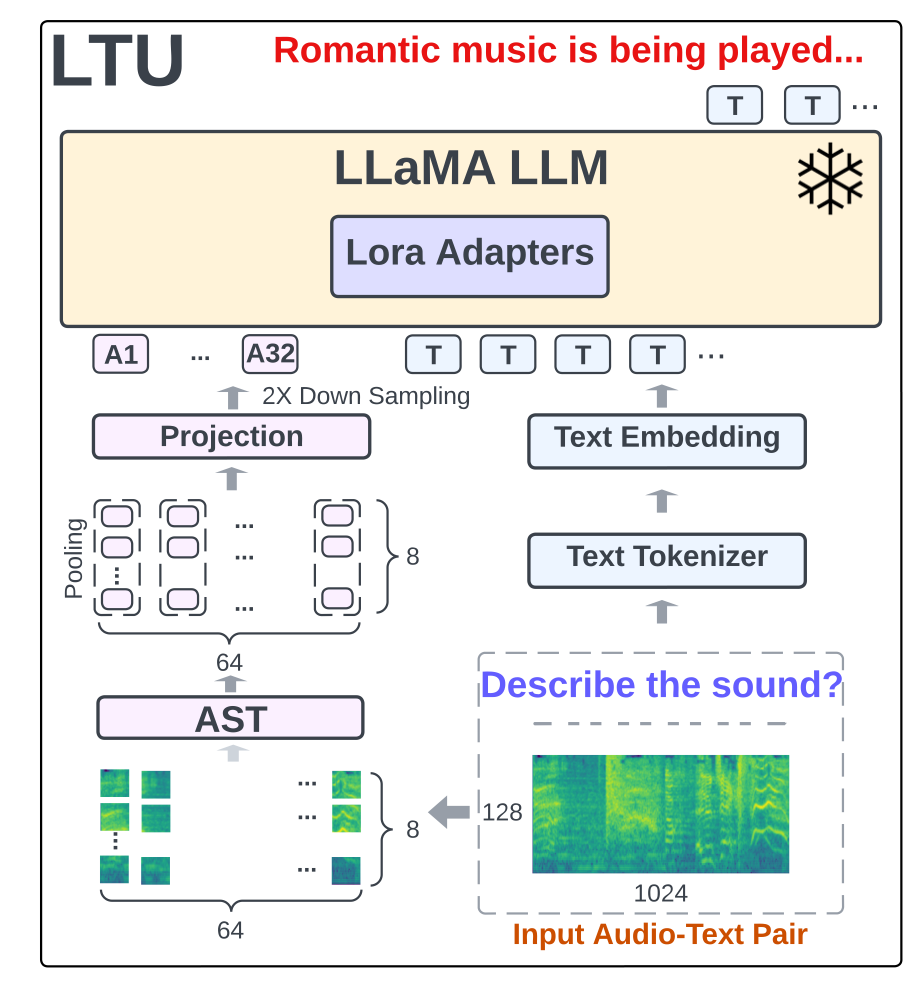 LTU
Romantic music is being played...
T T ...
LLaMA LLM
Lora Adapters
A1 ... A32 T T T T ...
2X Down Sampling
Projection
Text Embedding
Pooling
...
...
...
...
8
64
Text Tokenizer
AST
Describe the sound?
...
...
...
...
8
64
128
1024
Input Audio-Text Pair